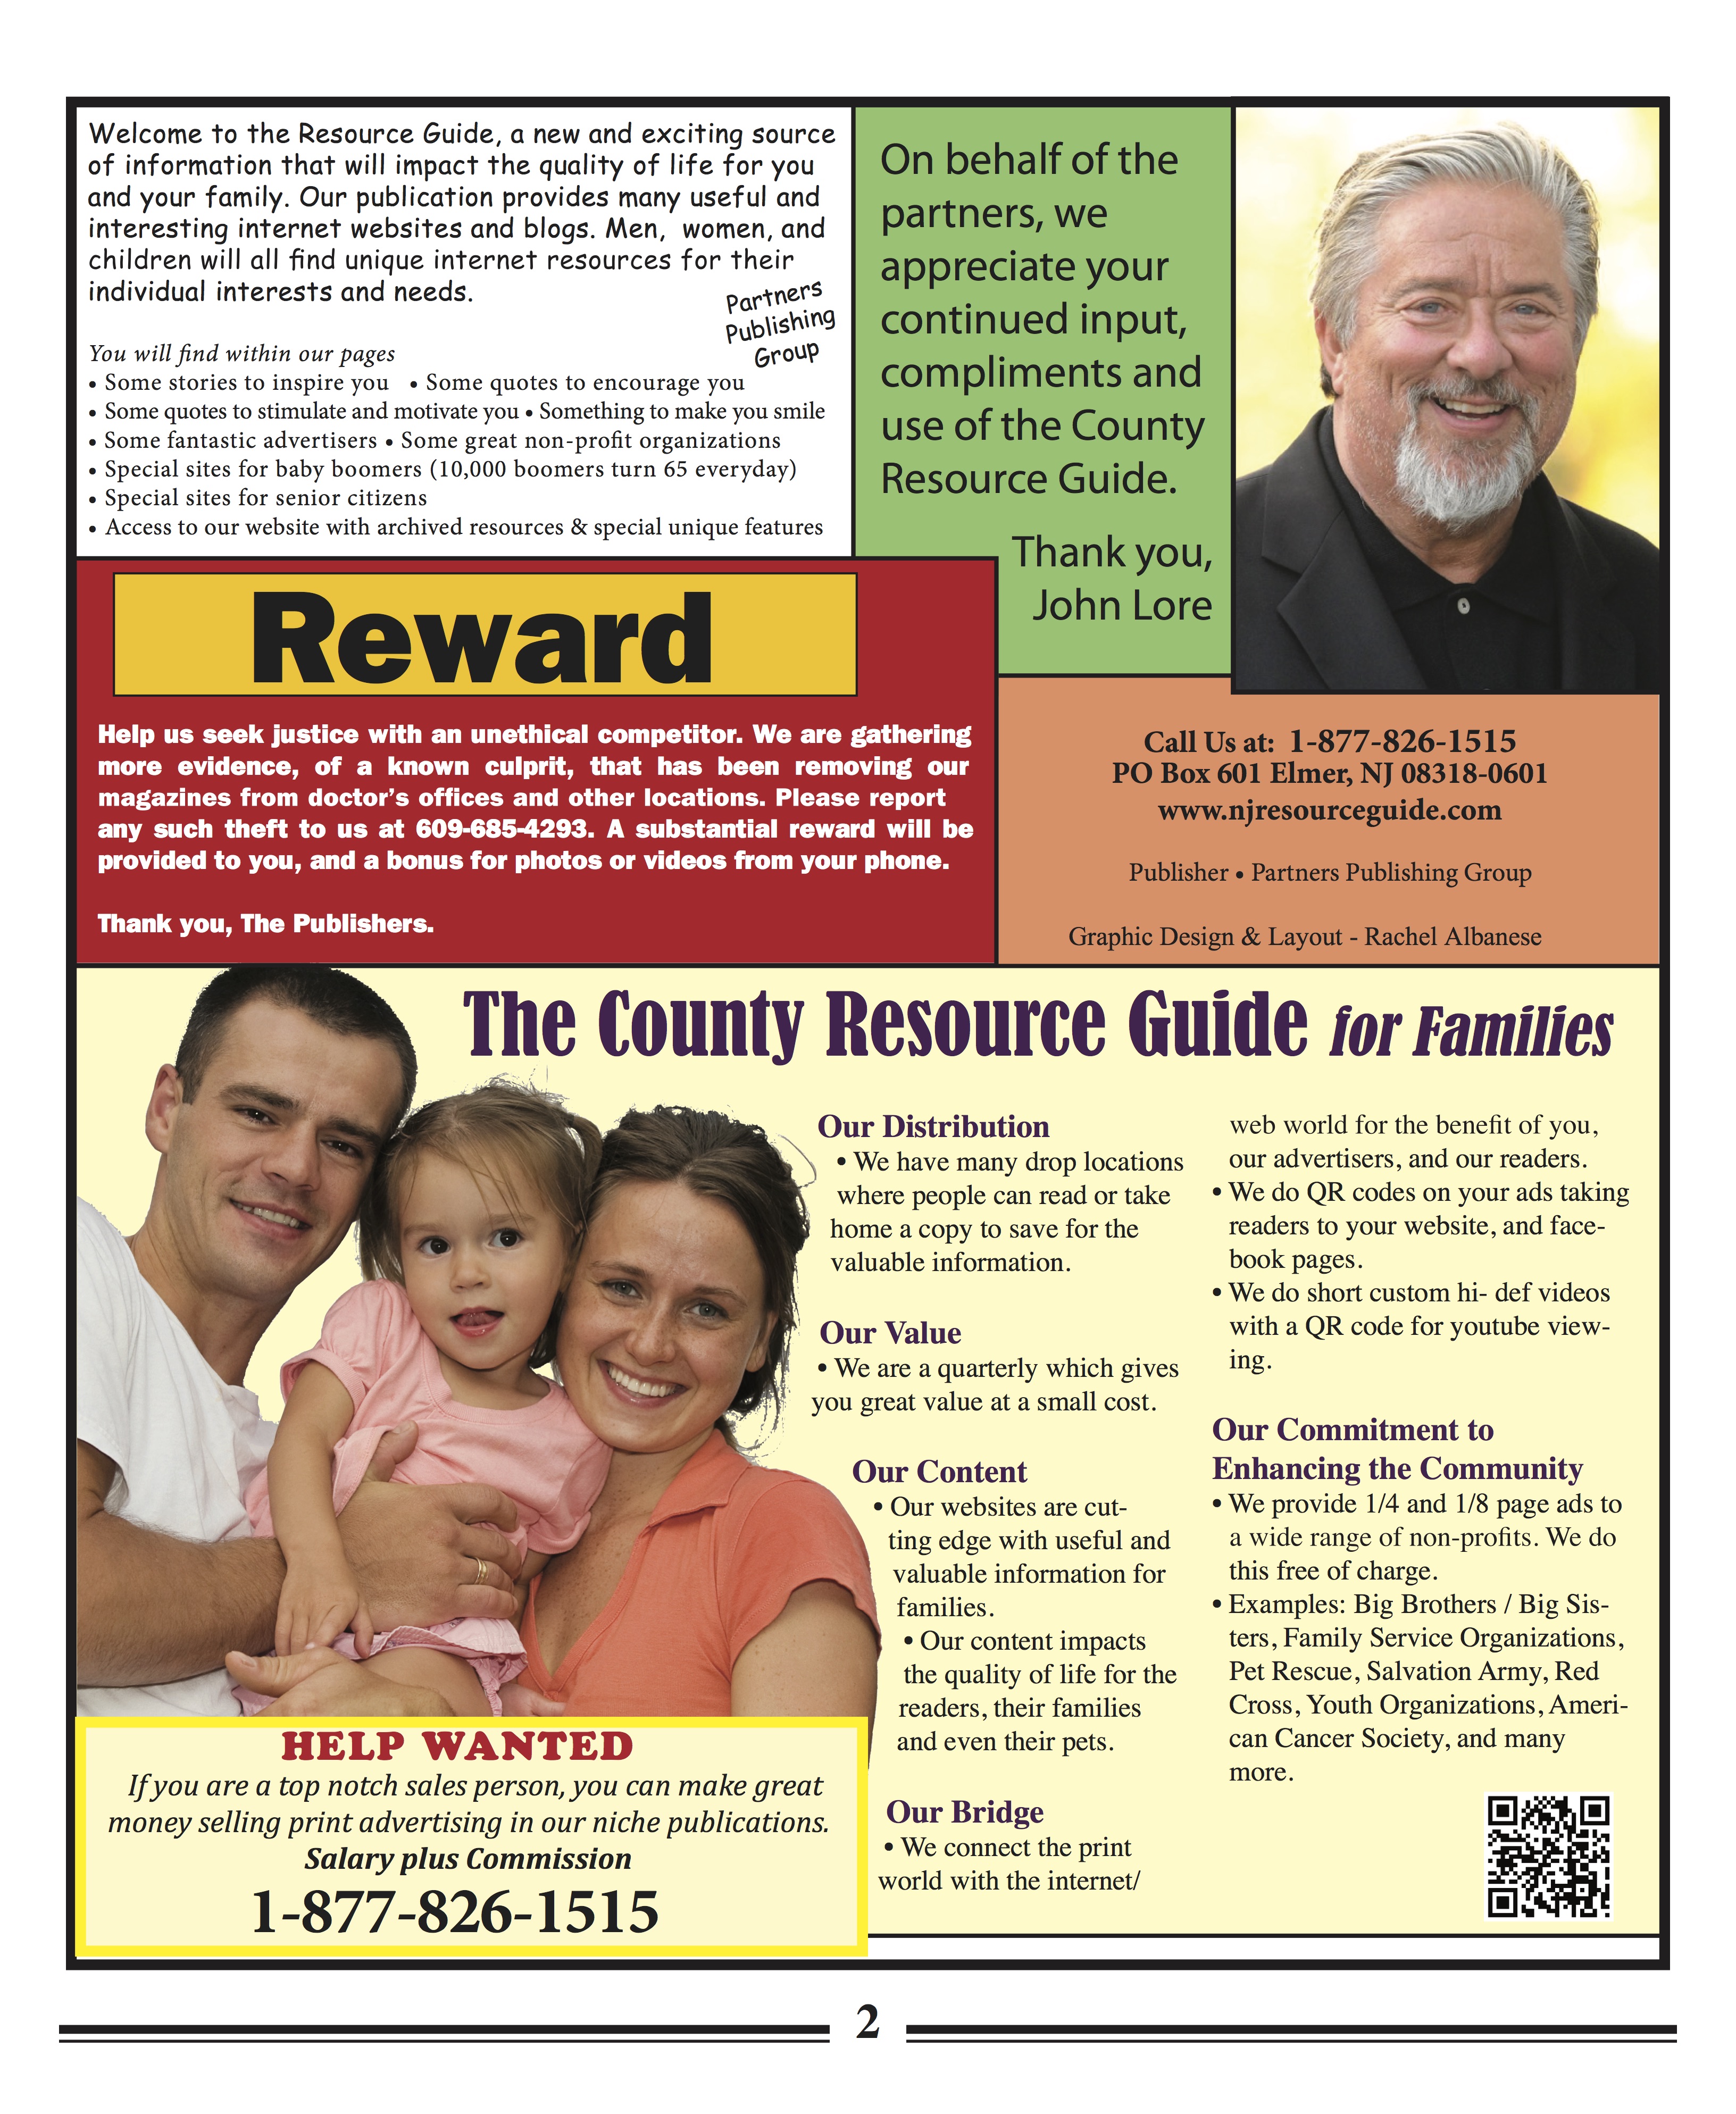 Welcome to the Resource Guide, a new and exciting source
of information that will impact the quality of life for you
and your family. Our publication provides many useful and
interesting internet websites and blogs. Men, women, and
children will all find unique internet resources for their
individual interests and needs.
Partners
Publishing
Group
You will find within our pages
• Some stories to inspire you • Some quotes to encourage you
• Some quotes to stimulate and motivate you • Something to make you smile
• Some fantastic advertisers • Some great non-profit organizations
• Special sites for baby boomers (10,000 boomers turn 65 everyday)
• Special sites for senior citizens
• Access to our website with archived resources & special unique features
On behalf of the
partners, we
appreciate your
continued input,
compliments and
use of the County
Resource Guide.
Thank you,
John Lore
Reward
Help us seek justice with an unethical competitor. We are gathering
more evidence, of a known culprit, that has been removing our
magazines from doctor's offices and other locations. Please report
any such theft to us at 609-685-4293. A substantial reward will be
provided to you, and a bonus for photos or videos from your phone.
Thank you, The Publishers.
Call Us at: 1-877-826-1515
PO Box 601 Elmer, NJ 08318-0601
www.njresourceguide.com
Publisher • Partners Publishing Group
Graphic Design & Layout - Rachel Albanese
The County Resource Guide for Families
Our Distribution
• We have many drop locations
where people can read or take
home a copy to save for the
valuable information.
Our Value
• We are a quarterly which gives
you great value at a small cost.
Our Content
• Our websites are cut-
ting edge with useful and
valuable information for
families.
• Our content impacts
the quality of life for the
readers, their families
and even their pets.
Our Bridge
• We connect the print
world with the internet/
web world for the benefit of you,
our advertisers, and our readers.
• We do QR codes on your ads taking
readers to your website, and face-
book pages.
• We do short custom hi- def videos
with a QR code for youtube view-
ing.
Our Commitment to
Enhancing the Community
• We provide 1/4 and 1/8 page ads to
a wide range of non-profits. We do
this free of charge.
• Examples: Big Brothers / Big Sis-
ters, Family Service Organizations,
Pet Rescue, Salvation Army, Red
Cross, Youth Organizations, Ameri-
can Cancer Society, and many
more.
HELP WANTED
If you are a top notch sales person, you can make great
money selling print advertising in our niche publications.
Salary plus Commission
1-877-826-1515
2